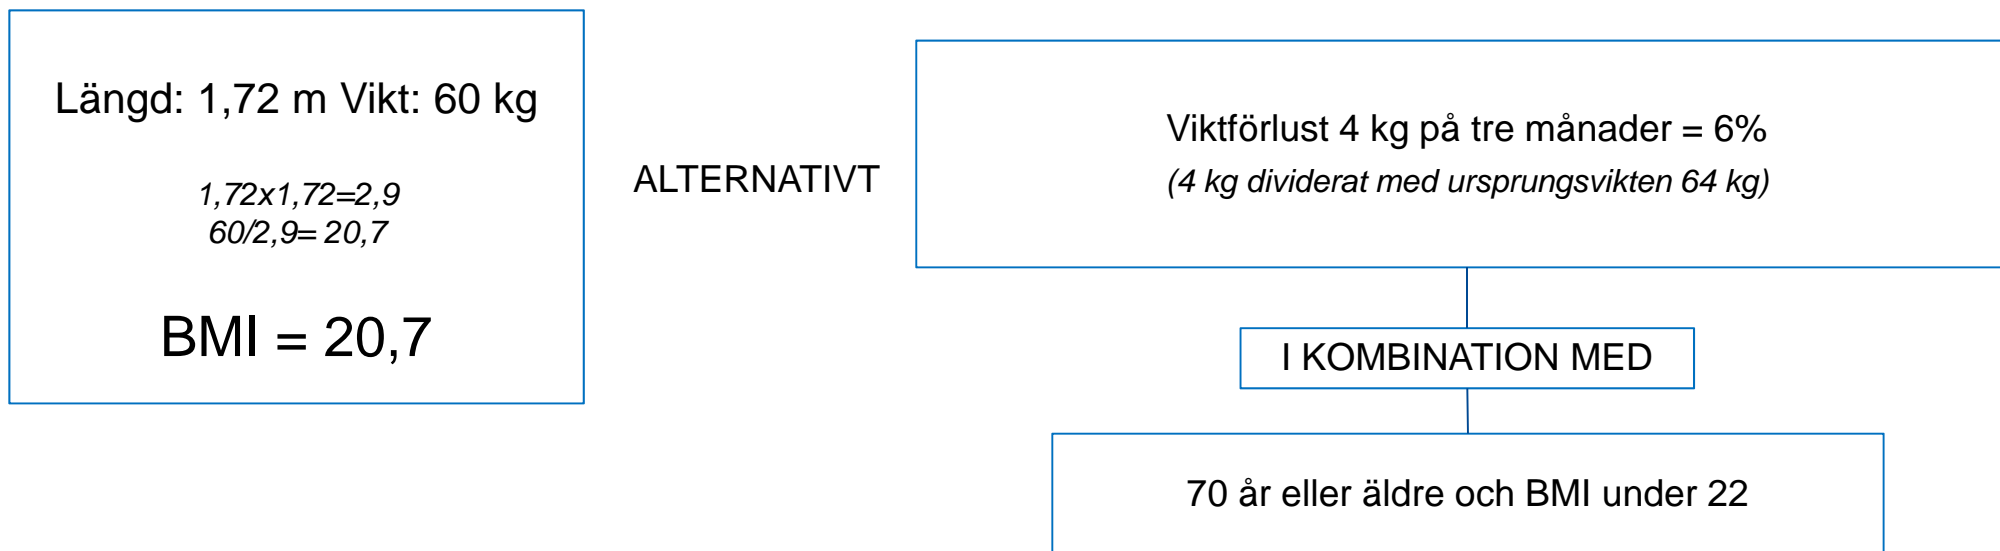 Längd: 1,72 m Vikt: 60 kg
1,72x1,72=2,9
60/2,9= 20,7
BMI = 20,7
ALTERNATIVT
Viktförlust 4 kg på tre månader = 6%
(4 kg dividerat med ursprungsvikten 64 kg)
I KOMBINATION MED
70 år eller äldre och BMI under 22